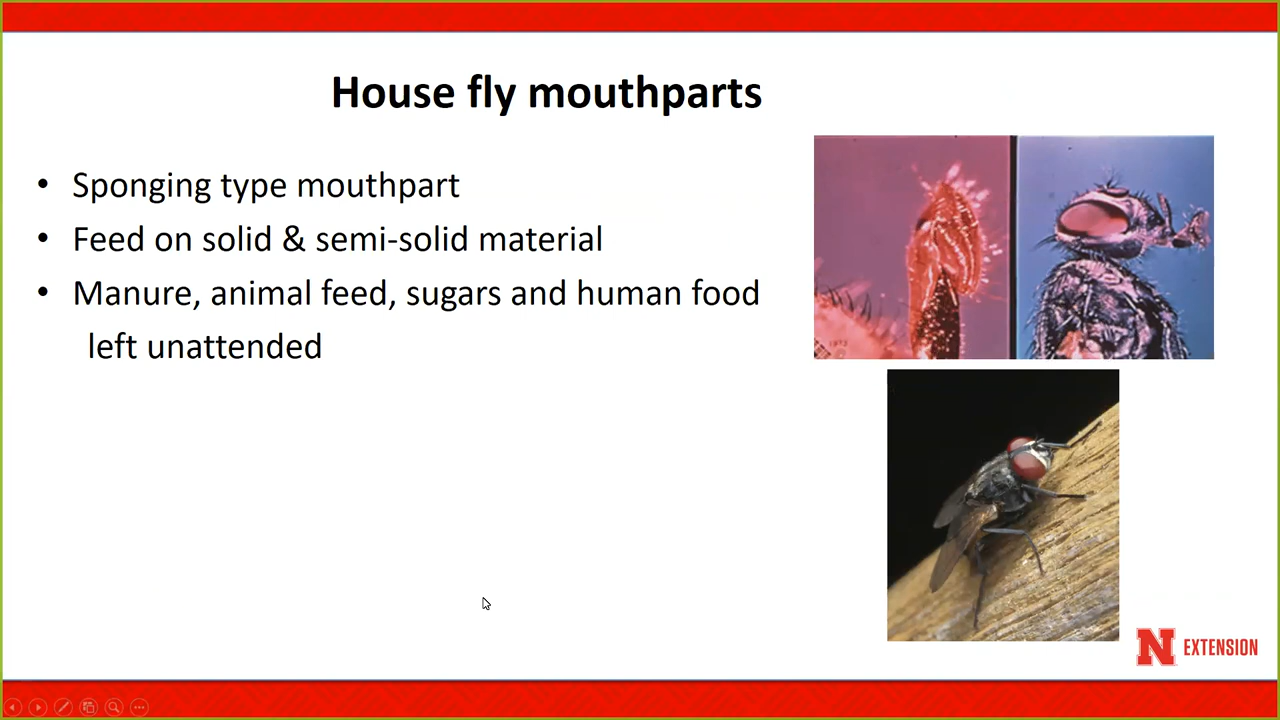 House fly mouthparts
• Sponging type mouthpart
• Feed on solid & semi-solid material
• Manure, animal feed, sugars and human food
left unattended
N EXTENSION